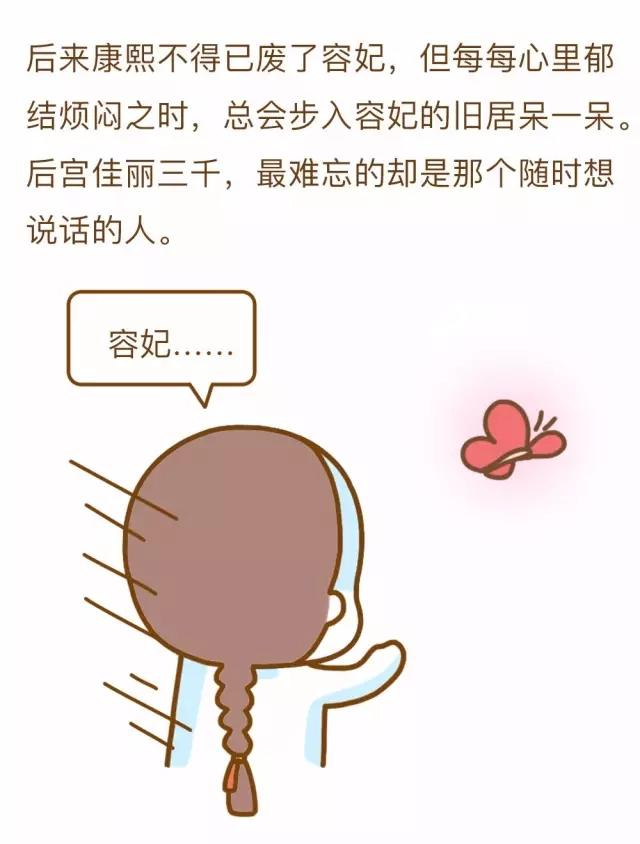 后来康熙不得已废了容妃，但每每心里郁
结烦闷之时，总会步入容妃的旧居呆一呆。
后宫佳丽三千，最难忘的却是那个随时想
说话的人。
容妃……